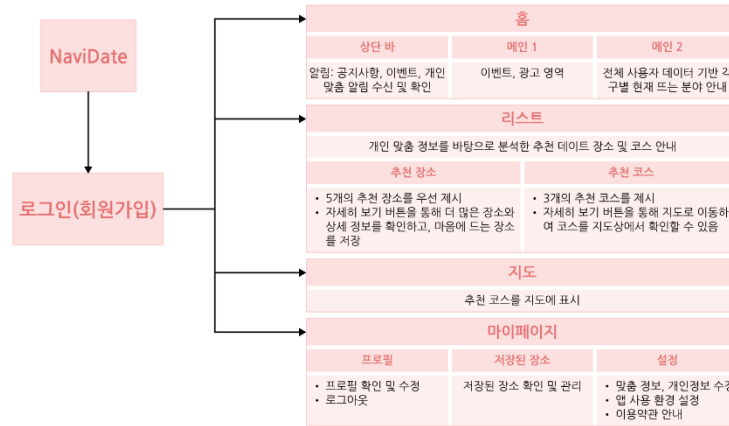 NaviDate
로그인(회원가입)
홈
상단 바
메인 1
메인 2
알림: 공지사항, 이벤트, 개인
맞춤 알림 수신 및 확인
이벤트, 광고 영역
전체 사용자 데이터 기반 각
구별 현재 뜨는 분야 안내
리스트
개인 맞춤 정보를 바탕으로 분석한 추천 데이트 장소 및 코스 안내
추천 장소
추천 코스
• 5개의 추천 장소를 우선 제시
• 자세히 보기 버튼을 통해 더 많은 장소와
상세 정보를 확인하고, 마음에 드는 장소
를 저장
• 3개의 추천 코스를 제시
• 자세히 보기 버튼을 통해 지도로 이동하
여 코스를 지도상에서 확인할 수 있음
지도
추천 코스를 지도에 표시
마이페이지
프로필
저장된 장소
설정
• 프로필 확인 및 수정
• 로그아웃
저장된 장소 확인 및 관리
• 맞춤 정보, 개인정보 수정
• 앱 사용 환경 설정
• 이용약관 안내